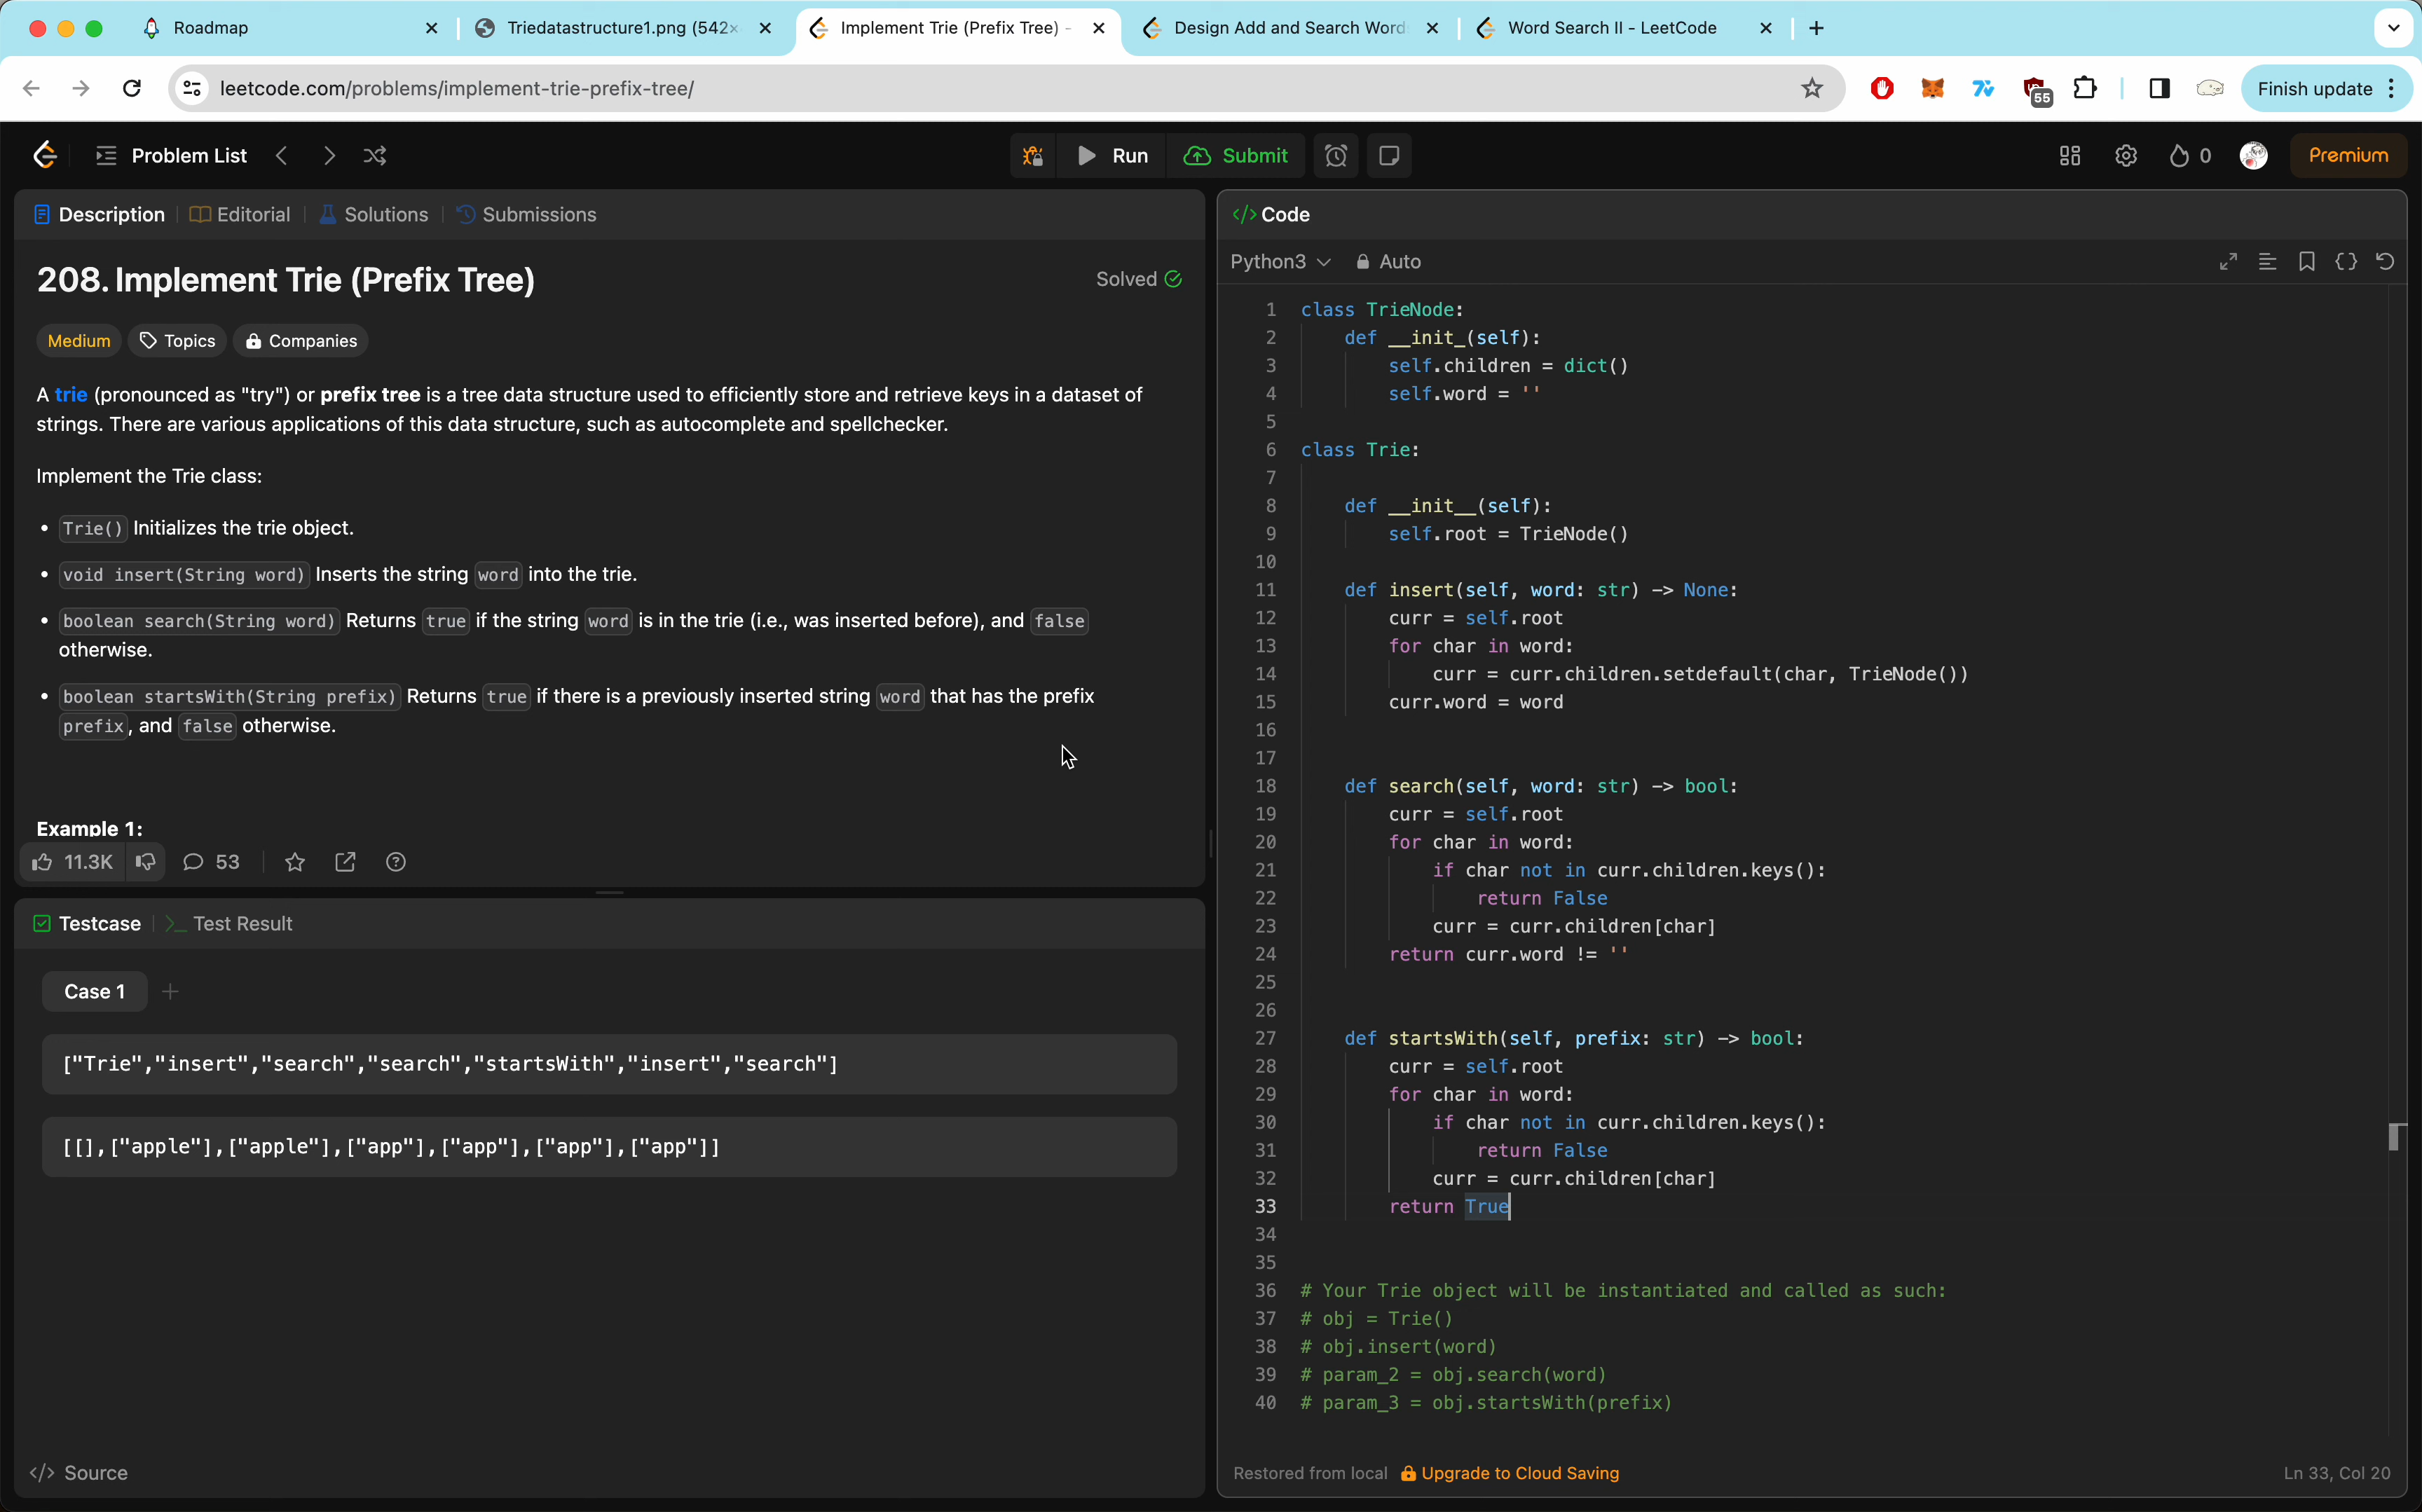 Roadmap
Triedatastructure1.png (542×
Implement Trie (Prefix Tree) -
Design Add and Search Words
Word Search II - LeetCode
leetcode.com/problems/implement-trie-prefix-tree/
55
Finish update
Problem List
Run
Submit
0
Premium
Description
Editorial
Solutions
Submissions
208. Implement Trie (Prefix Tree)
Solved
Medium
Topics
Companies
A trie (pronounced as "try") or prefix tree is a tree data structure used to efficiently store and retrieve keys in a dataset of
strings. There are various applications of this data structure, such as autocomplete and spellchecker.
Implement the Trie class:
• Trie() Initializes the trie object.
• void insert(String word) Inserts the string word into the trie.
• boolean search(String word) Returns true if the string word is in the trie (i.e., was inserted before), and false
otherwise.
• boolean startsWith(String prefix) Returns true if there is a previously inserted string word that has the prefix
prefix, and false otherwise.
Example 1:
11.3K
53
Testcase
Test Result
Case 1
["Trie","insert","search","search","startsWith","insert","search"]
[[],["apple"],["apple"],["app"],["app"],["app"],["app"]]
Source
Code
Python3
Auto
1 class TrieNode:
2     def __init_(self):
3         self.children = dict()
4         self.word = ''
5
6 class Trie:
7
8     def __init__(self):
9         self.root = TrieNode()
10
11     def insert(self, word: str) -> None:
12         curr = self.root
13         for char in word:
14             curr = curr.children.setdefault(char, TrieNode())
15         curr.word = word
16
17
18     def search(self, word: str) -> bool:
19         curr = self.root
20         for char in word:
21             if char not in curr.children.keys():
22                 return False
23             curr = curr.children[char]
24         return curr.word != ''
25
26
27     def startsWith(self, prefix: str) -> bool:
28         curr = self.root
29         for char in word:
30             if char not in curr.children.keys():
31                 return False
32             curr = curr.children[char]
33         return True
34
35
36 # Your Trie object will be instantiated and called as such:
37 # obj = Trie()
38 # obj.insert(word)
39 # param_2 = obj.search(word)
40 # param_3 = obj.startsWith(prefix)
Restored from local
Upgrade to Cloud Saving
Ln 33, Col 20